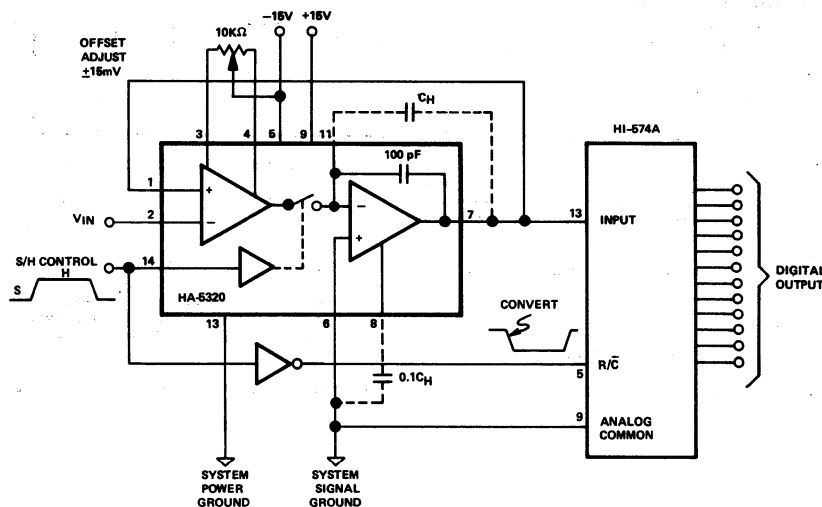 -15V +15V
10KΩ
OFFSET
ADJUST
±15mV
CH
HI-574A
3 4 5 9 11
100 pF
1
+
-
VIN 2
-
+
7
13 INPUT
S/H CONTROL 14
H
S
HA-5320
DIGITAL
OUTPUT
CONVERT
13 6 8
R/C̅
5
0.1CH
9 ANALOG
COMMON
SYSTEM
POWER
GROUND
SYSTEM
SIGNAL
GROUND